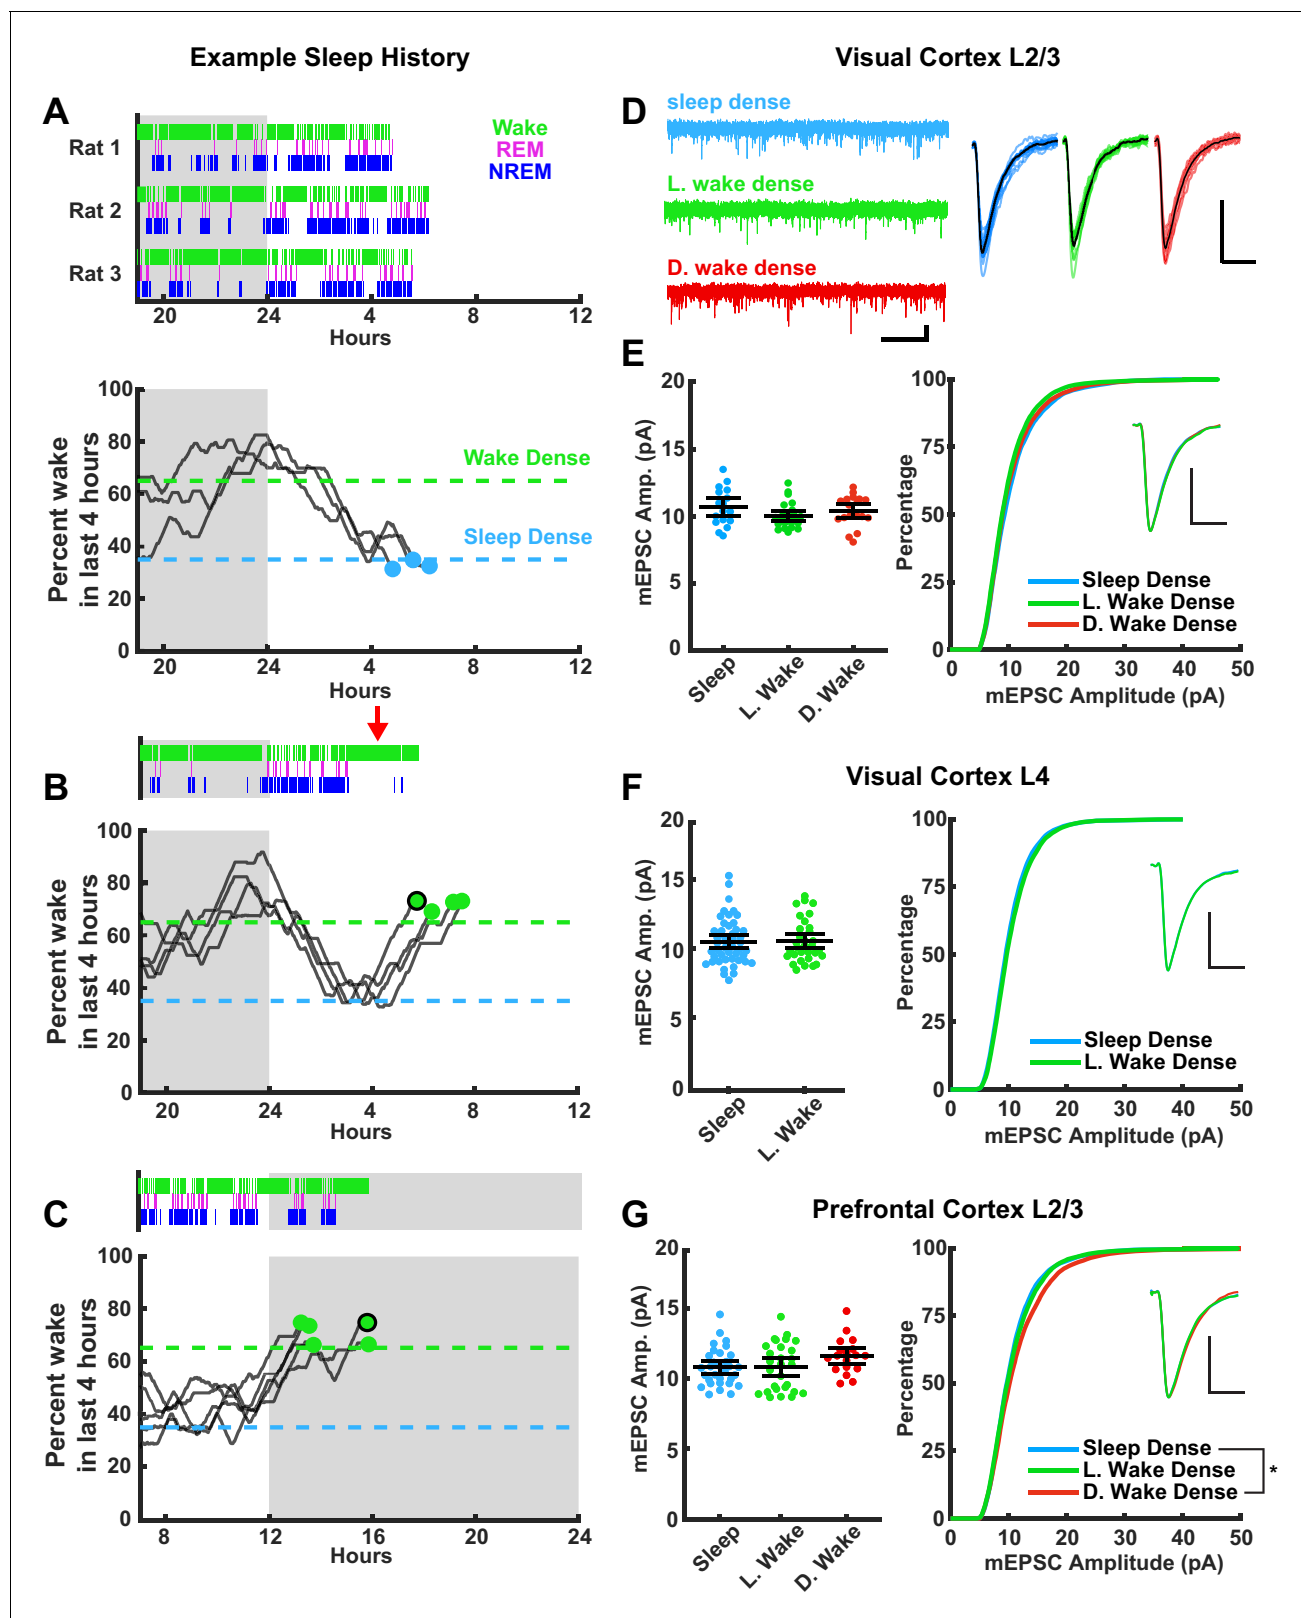 Example Sleep History
Visual Cortex L2/3
A
Rat 1
Rat 2
Rat 3
Wake
REM
NREM
20 24 4 8 12
Hours
100
80
60
40
20
0
Percent wake
in last 4 hours
Wake Dense
Sleep Dense
20 24 4 8 12
Hours
B
100
80
60
40
20
0
Percent wake
in last 4 hours
20 24 4 8 12
Hours
C
100
80
60
40
20
0
Percent wake
in last 4 hours
8 12 16 20 24
Hours
D
sleep dense
L. wake dense
D. wake dense
E
20
15
10
5
0
mEPSC Amp. (pA)
Sleep
L. Wake
D. Wake
100
75
50
25
0
Percentage
Sleep Dense
L. Wake Dense
D. Wake Dense
0 10 20 30 40 50
mEPSC Amplitude (pA)
Visual Cortex L4
F
20
15
10
5
0
mEPSC Amp. (pA)
Sleep
L. Wake
100
75
50
25
0
Percentage
Sleep Dense
L. Wake Dense
0 10 20 30 40 50
mEPSC Amplitude (pA)
Prefrontal Cortex L2/3
G
20
15
10
5
0
mEPSC Amp. (pA)
Sleep
L. Wake
D. Wake
100
75
50
25
0
Percentage
Sleep Dense
L. Wake Dense
D. Wake Dense
*
0 10 20 30 40 50
mEPSC Amplitude (pA)